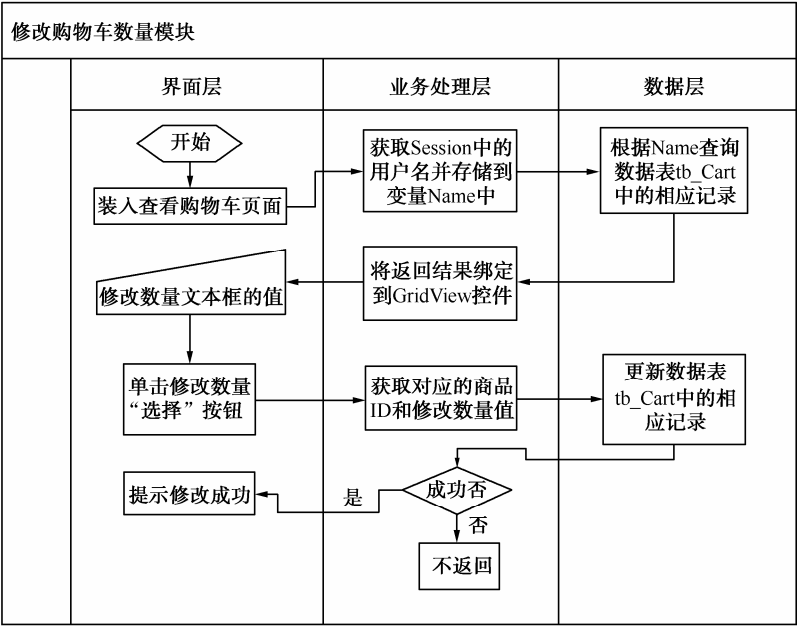 修改购物车数量模块
界面层
业务处理层
数据层
开始
装入查看购物车页面
获取Session中的
用户名并存储到
变量Name中
根据Name查询
数据表tb_Cart
中的相应记录
修改数量文本框的值
将返回结果绑定
到GridView控件
单击修改数量
“选择”按钮
获取对应的商品
ID和修改数量值
更新数据表
tb_Cart中的相
应记录
提示修改成功
是
成功否
否
不返回